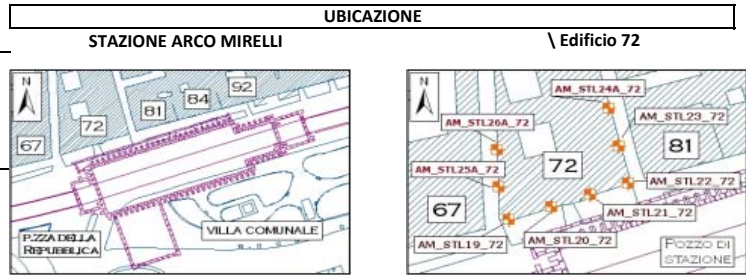 UBICAZIONE
STAZIONE ARCO MIRELLI
\ Edificio 72
N
67
72
81
84
92
P.ZZA DELLA
REPUBBLICA
VILLA COMUNALE
N
AM_STL24A_72
AM_STL26A_72
AM_STL23_72
81
72
AM_STL25A_72
AM_STL22_72
67
AM_STL21_72
AM_STL19_72
AM_STL20_72
POZZO DI
STAZIONE